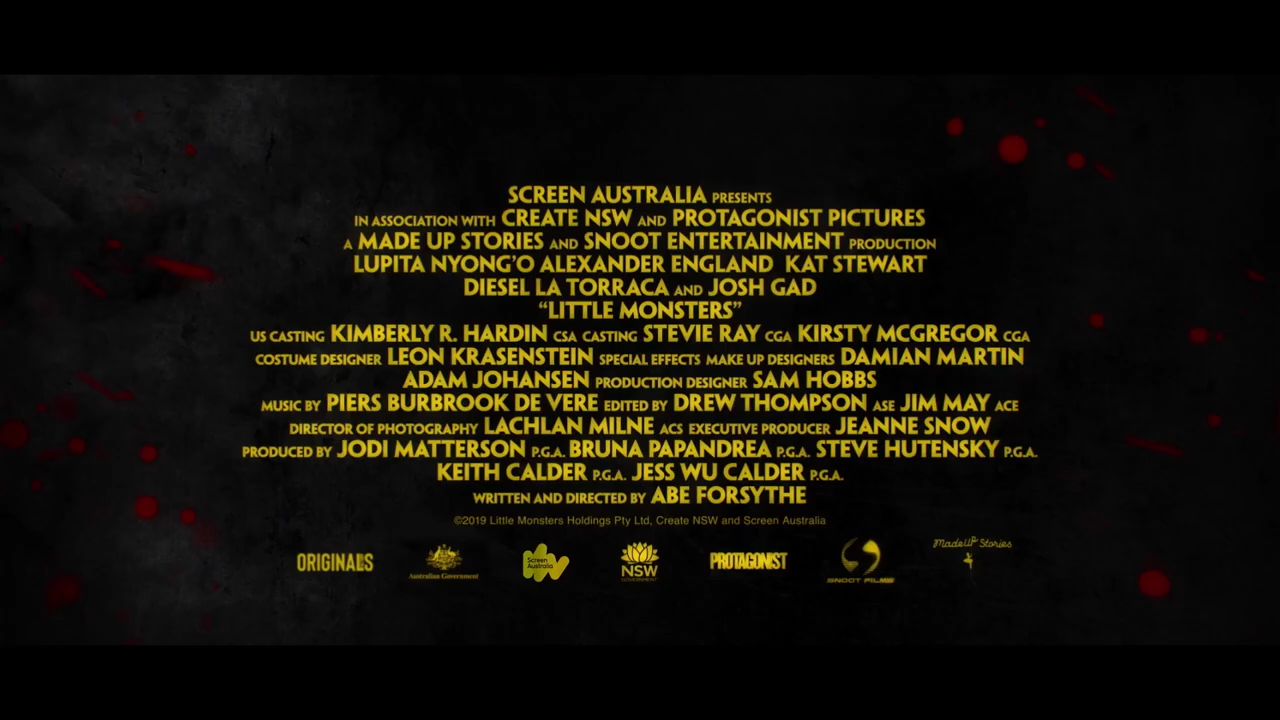 SCREEN AUSTRALIA PRESENTS
IN ASSOCIATION WITH CREATE NSW AND PROTAGONIST PICTURES
A MADE UP STORIES AND SNOOT ENTERTAINMENT PRODUCTION
LUPITA NYONG'O ALEXANDER ENGLAND KAT STEWART
DIESEL LA TORRACA AND JOSH GAD
“LITTLE MONSTERS”
US CASTING KIMBERLY R. HARDIN CSA CASTING STEVIE RAY CGA KIRSTY MCGREGOR CGA
COSTUME DESIGNER LEON KRASENSTEIN SPECIAL EFFECTS MAKE UP DESIGNERS DAMIAN MARTIN
ADAM JOHANSEN PRODUCTION DESIGNER SAM HOBBS
MUSIC BY PIERS BURBROOK DE VERE EDITED BY DREW THOMPSON ASE JIM MAY ACE
DIRECTOR OF PHOTOGRAPHY LACHLAN MILNE ACS EXECUTIVE PRODUCER JEANNE SNOW
PRODUCED BY JODI MATTERSON P.G.A. BRUNA PAPANDREA P.G.A. STEVE HUTENSKY P.G.A.
KEITH CALDER P.G.A. JESS WU CALDER P.G.A.
WRITTEN AND DIRECTED BY ABE FORSYTHE
©2019 Little Monsters Holdings Pty Ltd, Create NSW and Screen Australia
ORIGINALS
Australian Government
Screen
Australia
NSW
GOVERNMENT
PROTAGONIST
SNOOT FILMS
MadeUp Stories